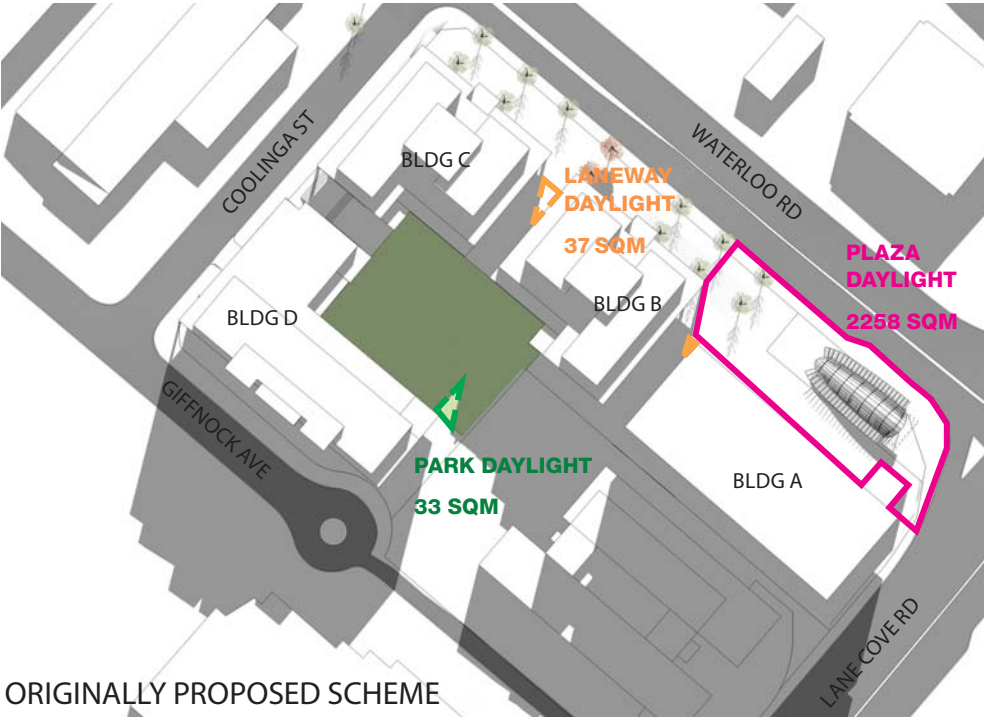 COOLINGA ST
BLDG C
WATERLOO RD
LANEWAY
DAYLIGHT
37 SQM
PLAZA
DAYLIGHT
2258 SQM
BLDG B
BLDG D
GIFFNOCK AVE
PARK DAYLIGHT
33 SQM
BLDG A
LANE COVE RD
ORIGINALLY PROPOSED SCHEME